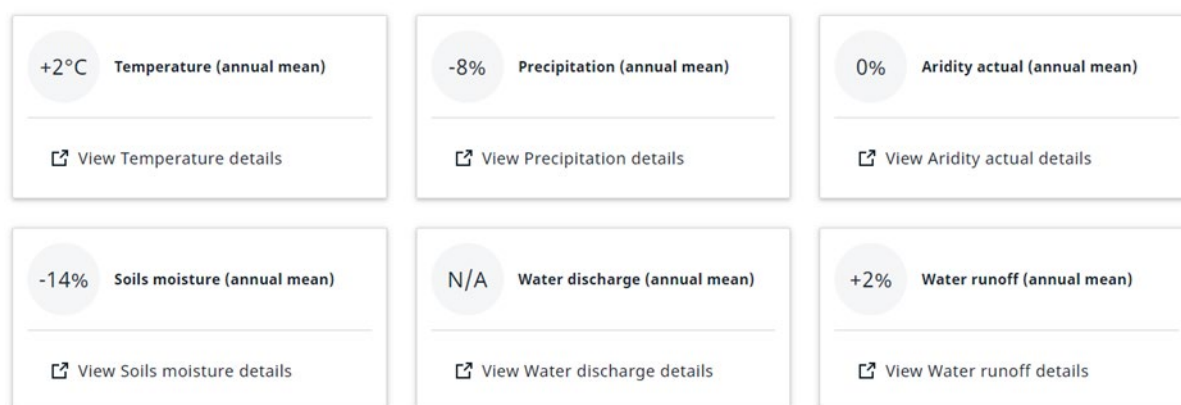 +2°C Temperature (annual mean)
-8% Precipitation (annual mean)
0% Aridity actual (annual mean)
View Temperature details
View Precipitation details
View Aridity actual details
-14% Soils moisture (annual mean)
N/A Water discharge (annual mean)
+2% Water runoff (annual mean)
View Soils moisture details
View Water discharge details
View Water runoff details